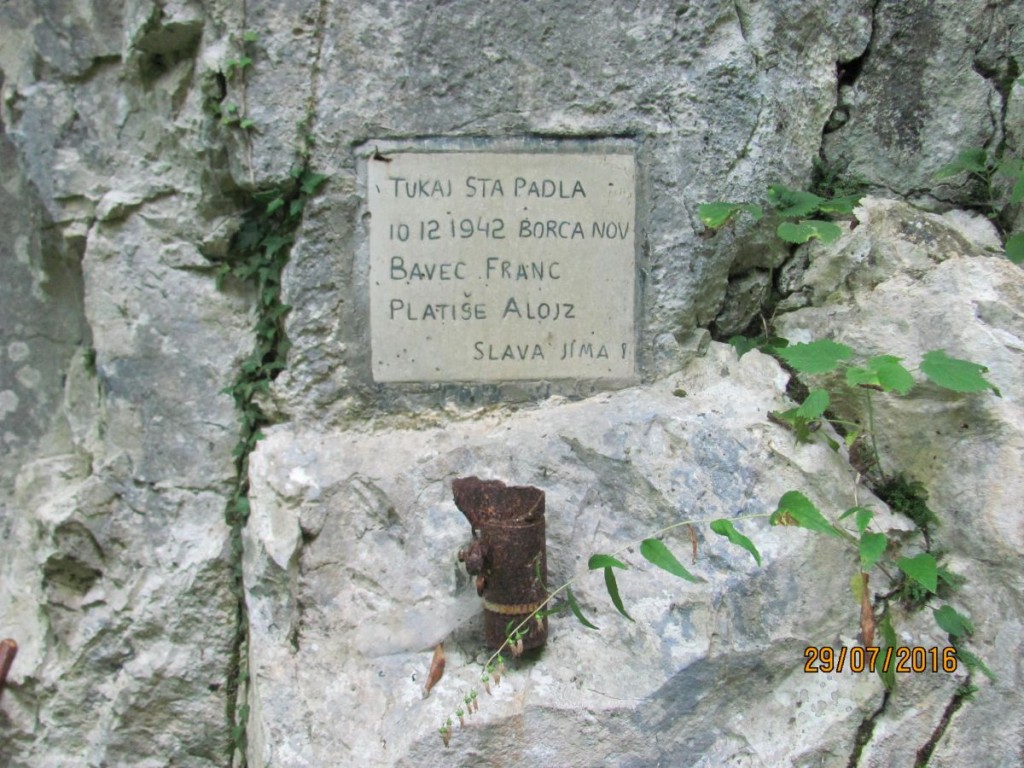 TUKAJ STA PADLA
10 12 1942 BORCA NOV
BAVEC FRANC
PLATIŠE ALOJZ
SLAVA JIMA !
29/07/2016